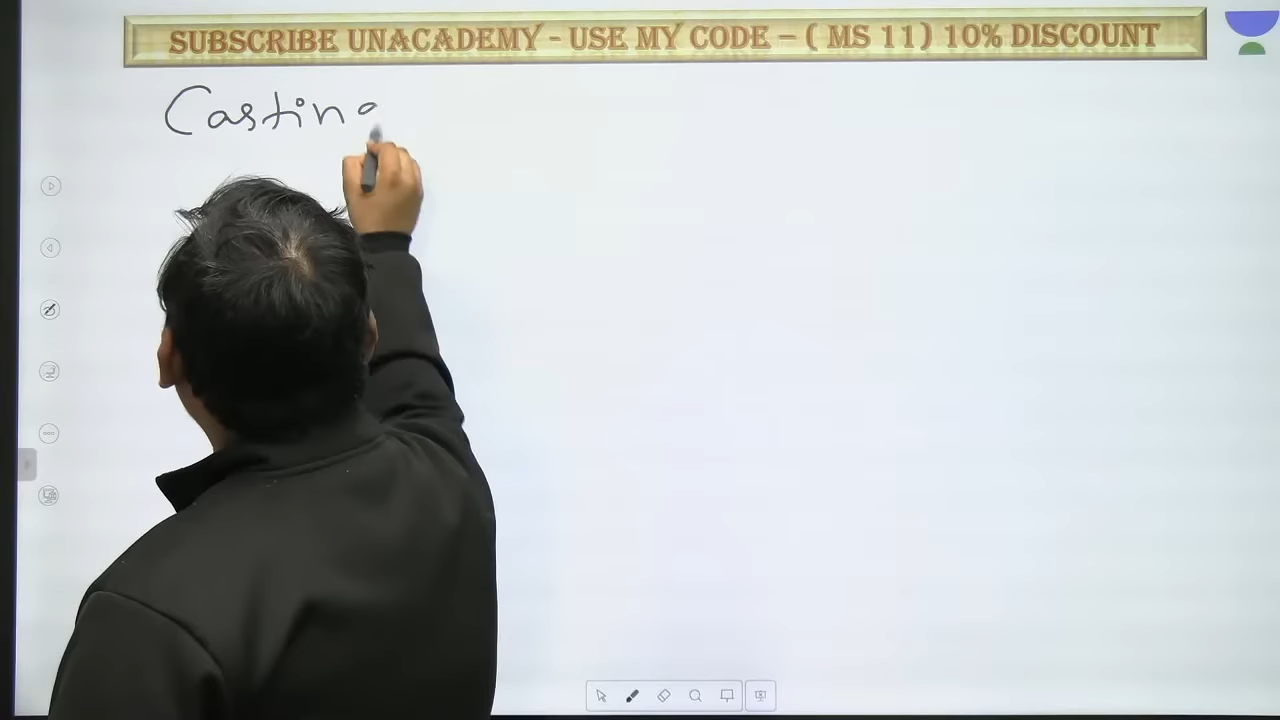 SUBSCRIBE UNACADEMY - USE MY CODE – ( MS 11) 10% DISCOUNT
Castin